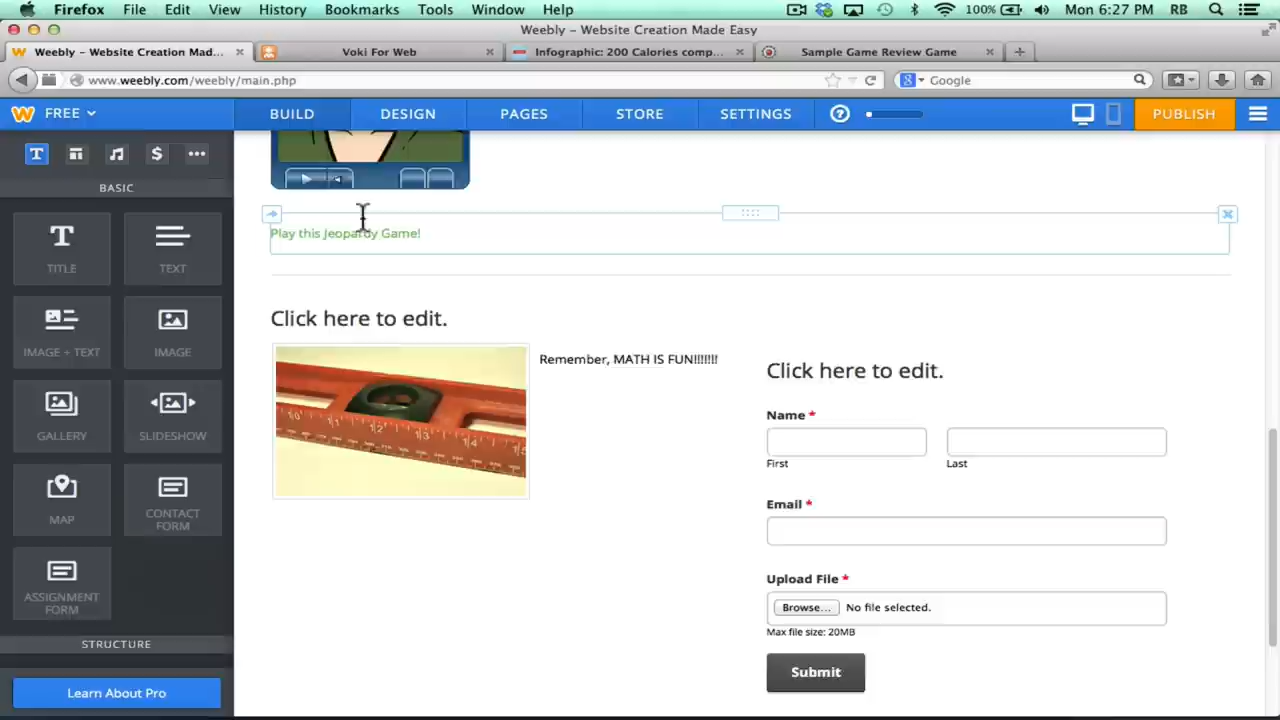 Firefox File Edit View History Bookmarks Tools Window Help 100% Mon 6:27 PM RB
Weebly – Website Creation Made Easy
Weebly – Website Creation Mad... Voki For Web Infographic: 200 Calories comp... Sample Game Review Game
www.weebly.com/weebly/main.php Google
FREE BUILD DESIGN PAGES STORE SETTINGS ? PUBLISH
BASIC
TITLE TEXT
IMAGE + TEXT IMAGE
GALLERY SLIDESHOW
MAP CONTACT FORM
ASSIGNMENT FORM
STRUCTURE
Learn About Pro
Play this Jeopardy Game!
Click here to edit.
Remember, MATH IS FUN!!!!!!!
Click here to edit.
Name *
First Last
Email *
Upload File *
Browse... No file selected.
Max file size: 20MB
Submit